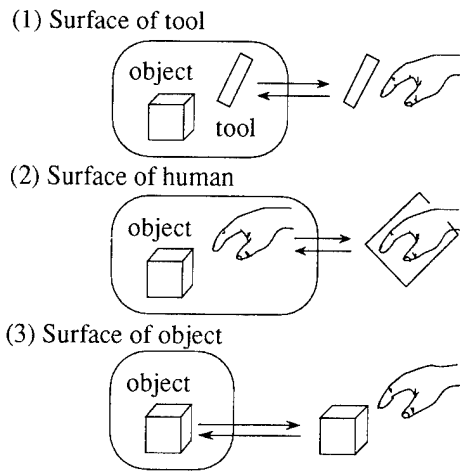 (1) Surface of tool
object
tool
(2) Surface of human
object
(3) Surface of object
object